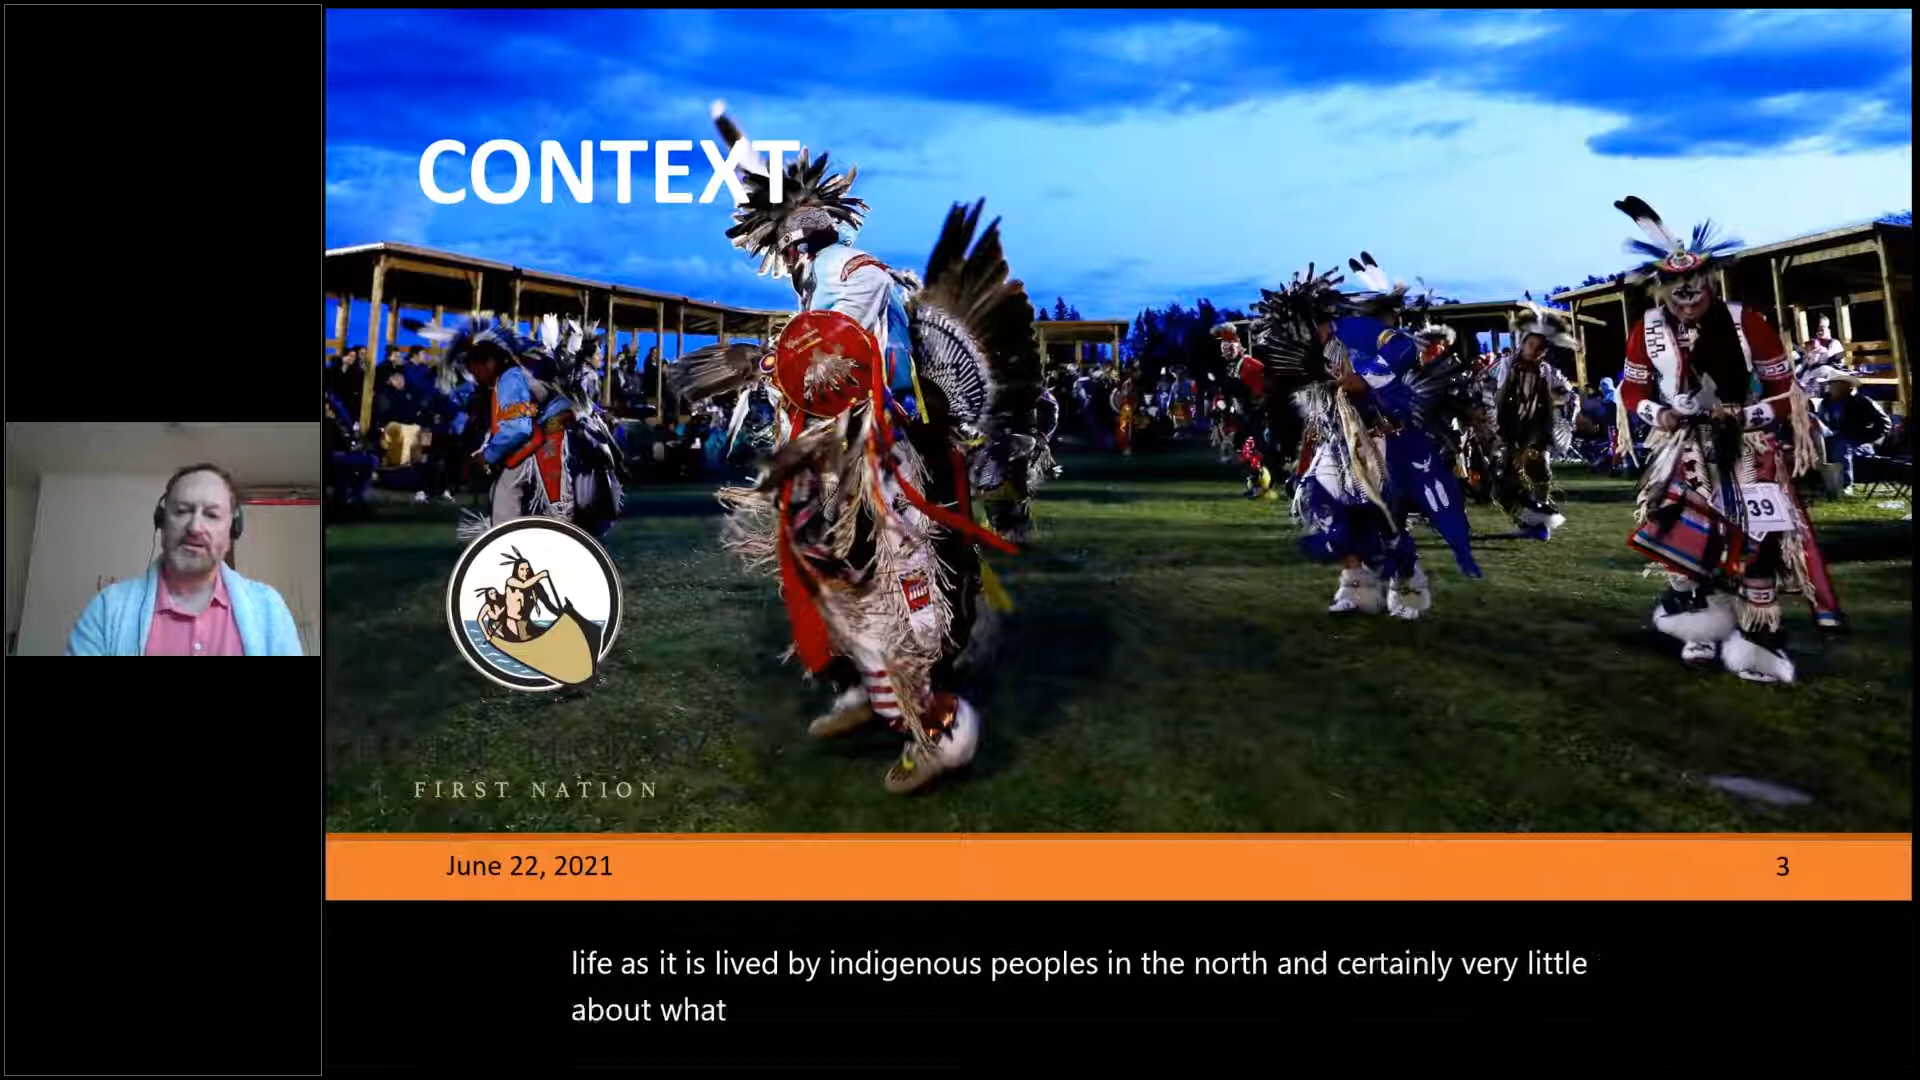 CONTEXT
39
FIRST NATION
June 22, 2021
3
life as it is lived by indigenous peoples in the north and certainly very little
about what